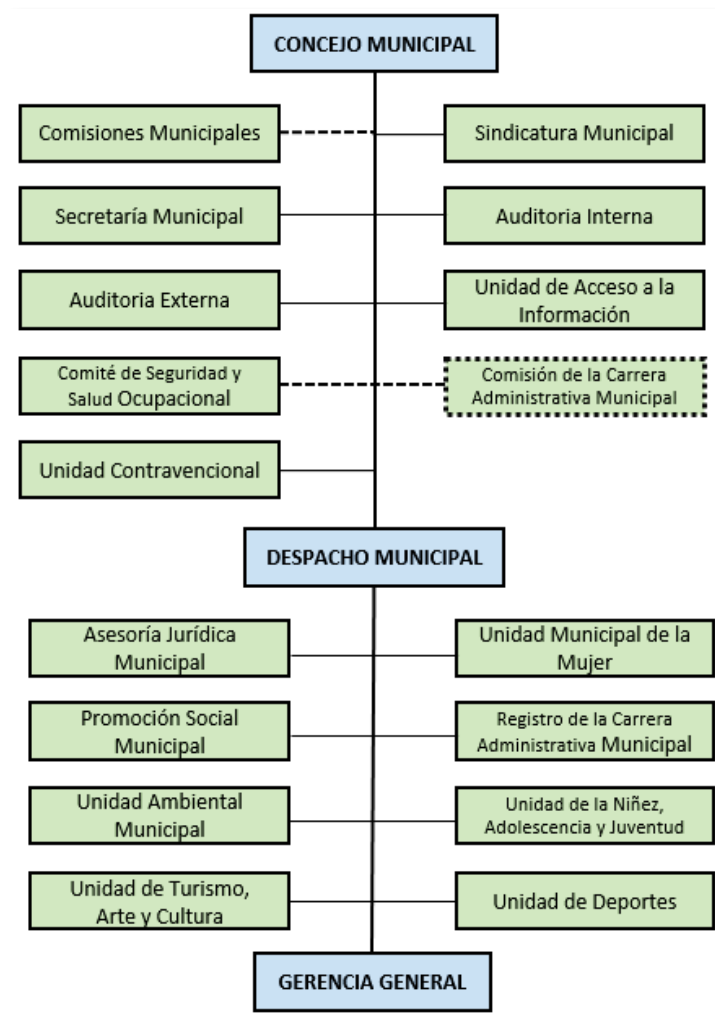 CONCEJO MUNICIPAL
Comisiones Municipales
Sindicatura Municipal
Secretaría Municipal
Auditoria Interna
Auditoria Externa
Unidad de Acceso a la
Información
Comité de Seguridad y
Salud Ocupacional
Comisión de la Carrera
Administrativa Municipal
Unidad Contravencional
DESPACHO MUNICIPAL
Asesoría Jurídica
Municipal
Unidad Municipal de la
Mujer
Promoción Social
Municipal
Registro de la Carrera
Administrativa Municipal
Unidad Ambiental
Municipal
Unidad de la Niñez,
Adolescencia y Juventud
Unidad de Turismo,
Arte y Cultura
Unidad de Deportes
GERENCIA GENERAL